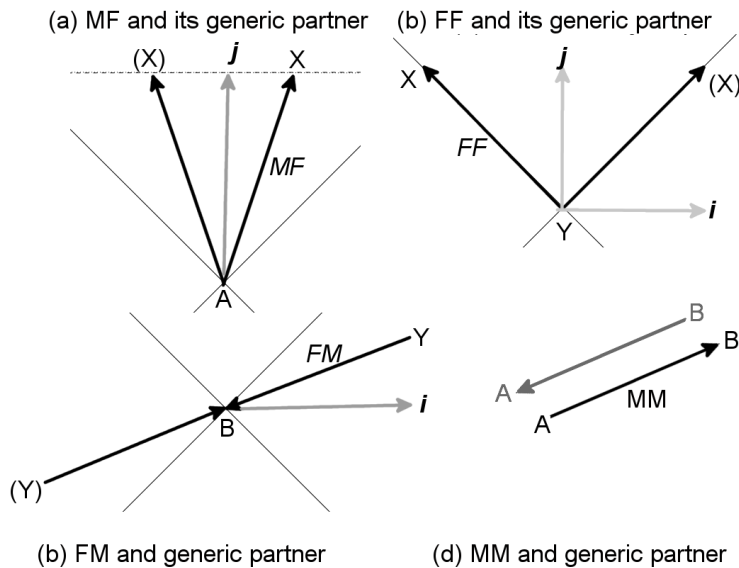 (a) MF and its generic partner
(X)
j
X
MF
A
(b) FF and its generic partner
j
X
(X)
FF
i
Y
Y
FM
i
B
(Y)
(b) FM and generic partner
B
B
A
MM
A
(d) MM and generic partner